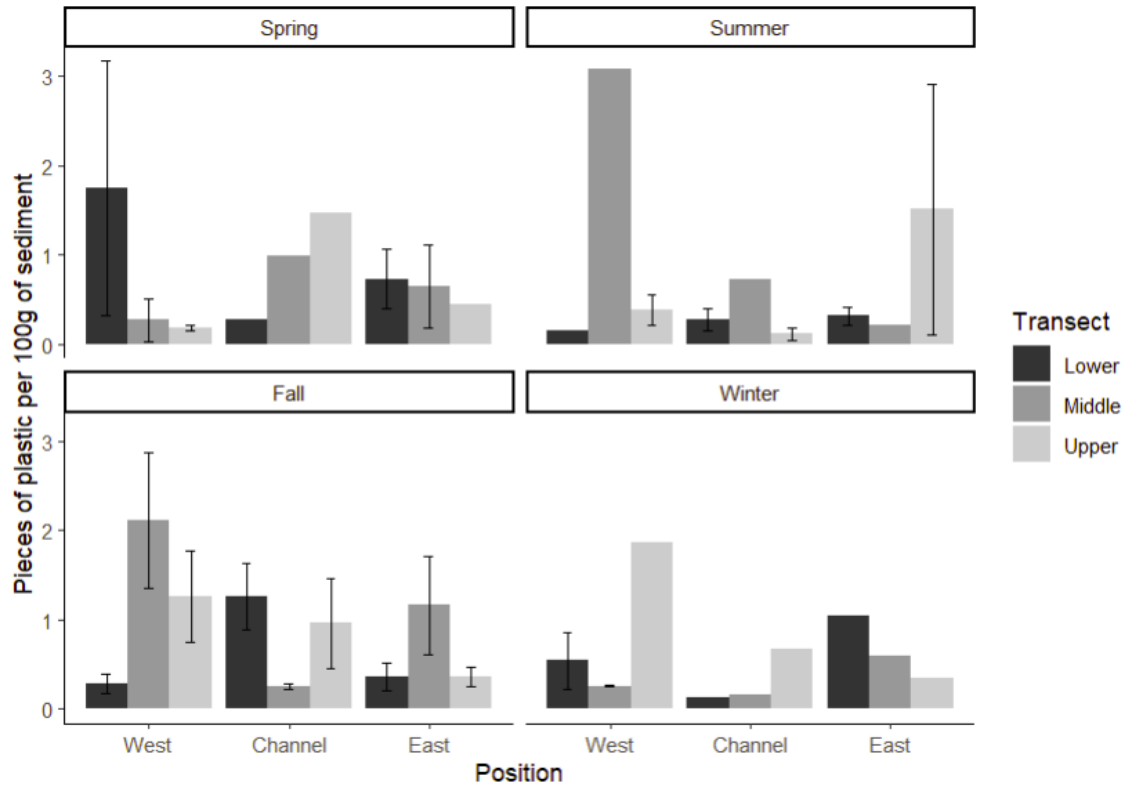 Spring
Summer
3
2
1
0
Fall
Winter
3
2
1
0
West
Channel
East
West
Channel
East
Position
Pieces of plastic per 100g of sediment
Transect
Lower
Middle
Upper